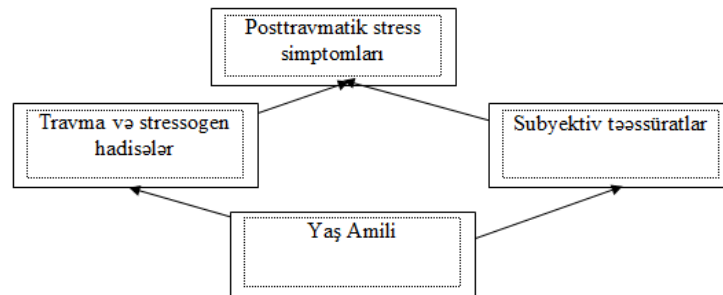 Posttravmatik stress
simptomları
Travma və stressogen
hadisələr
Subyektiv təəssüratlar
Yaş Amili